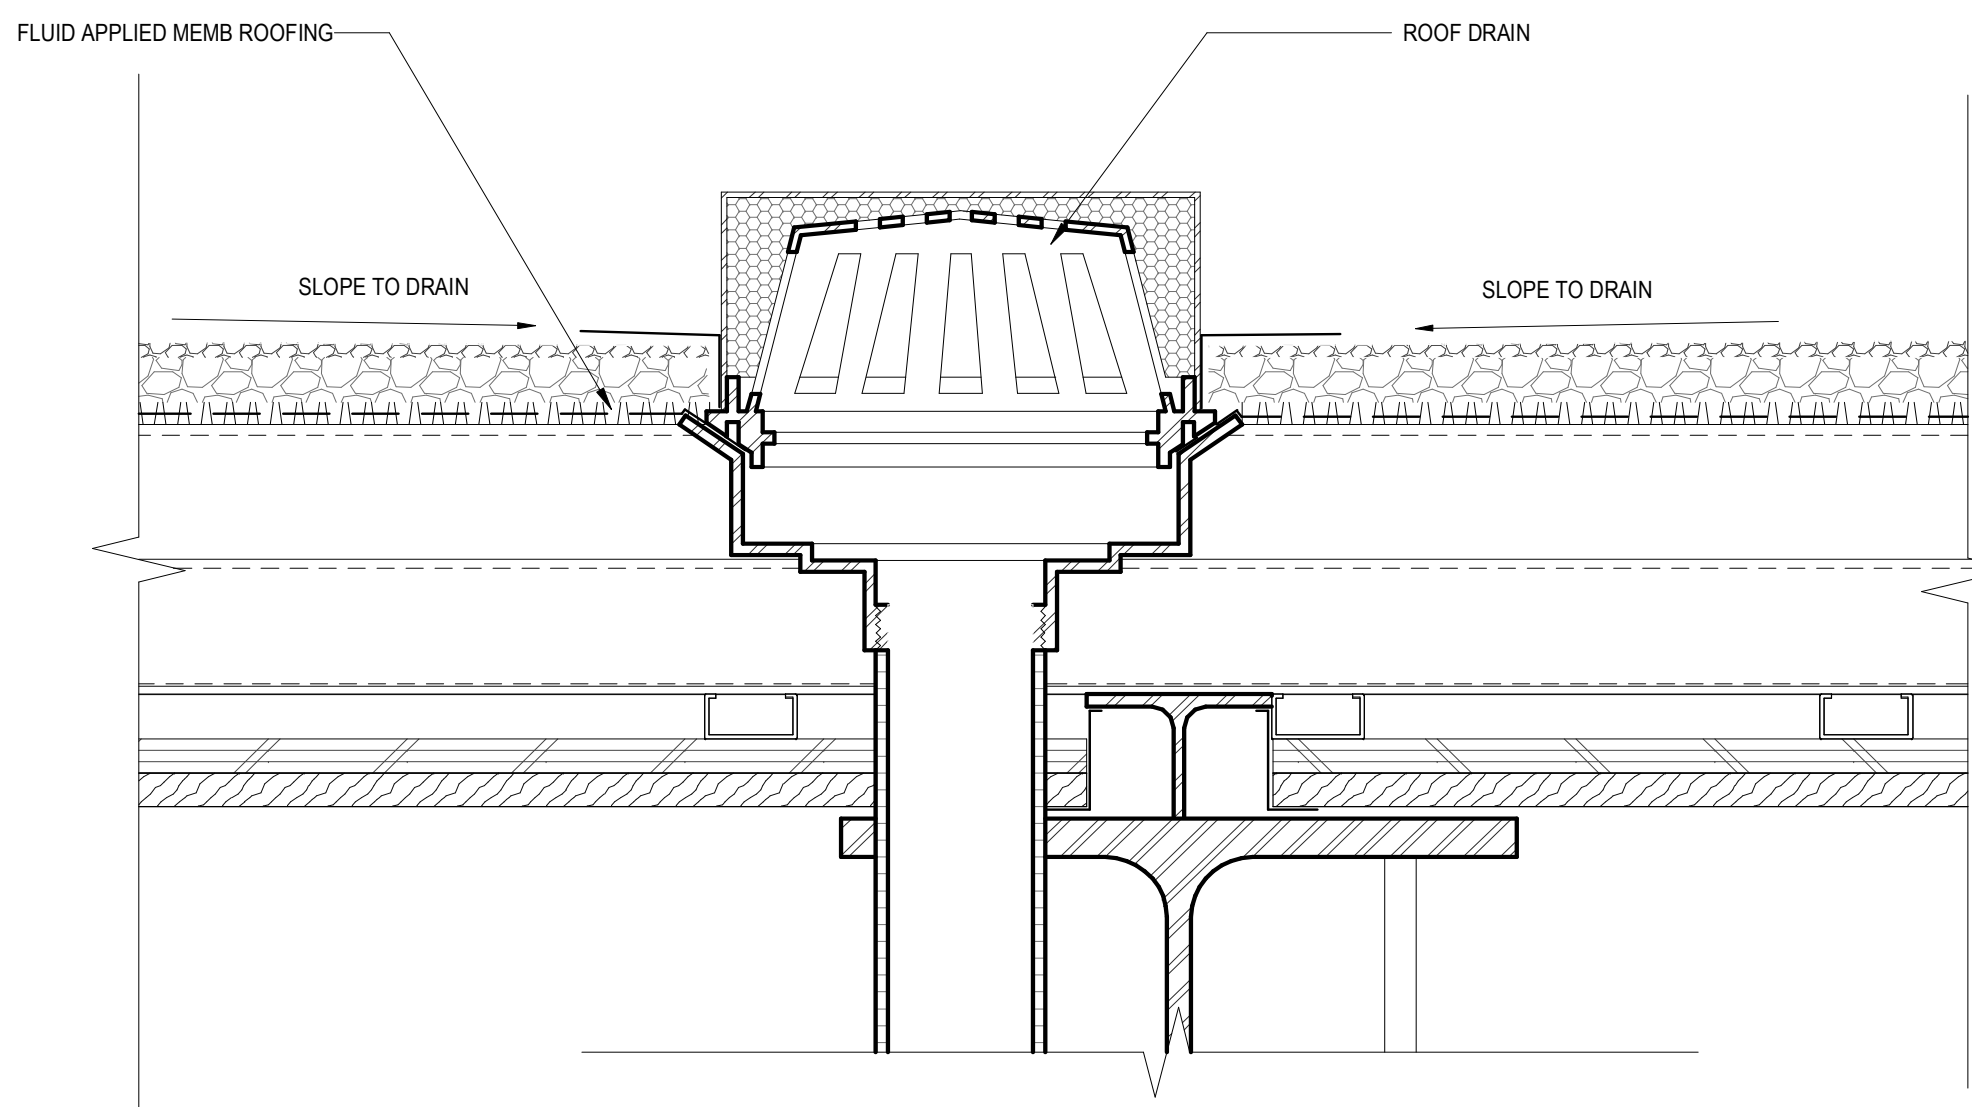 FLUID APPLIED MEMB ROOFING
ROOF DRAIN
SLOPE TO DRAIN
SLOPE TO DRAIN